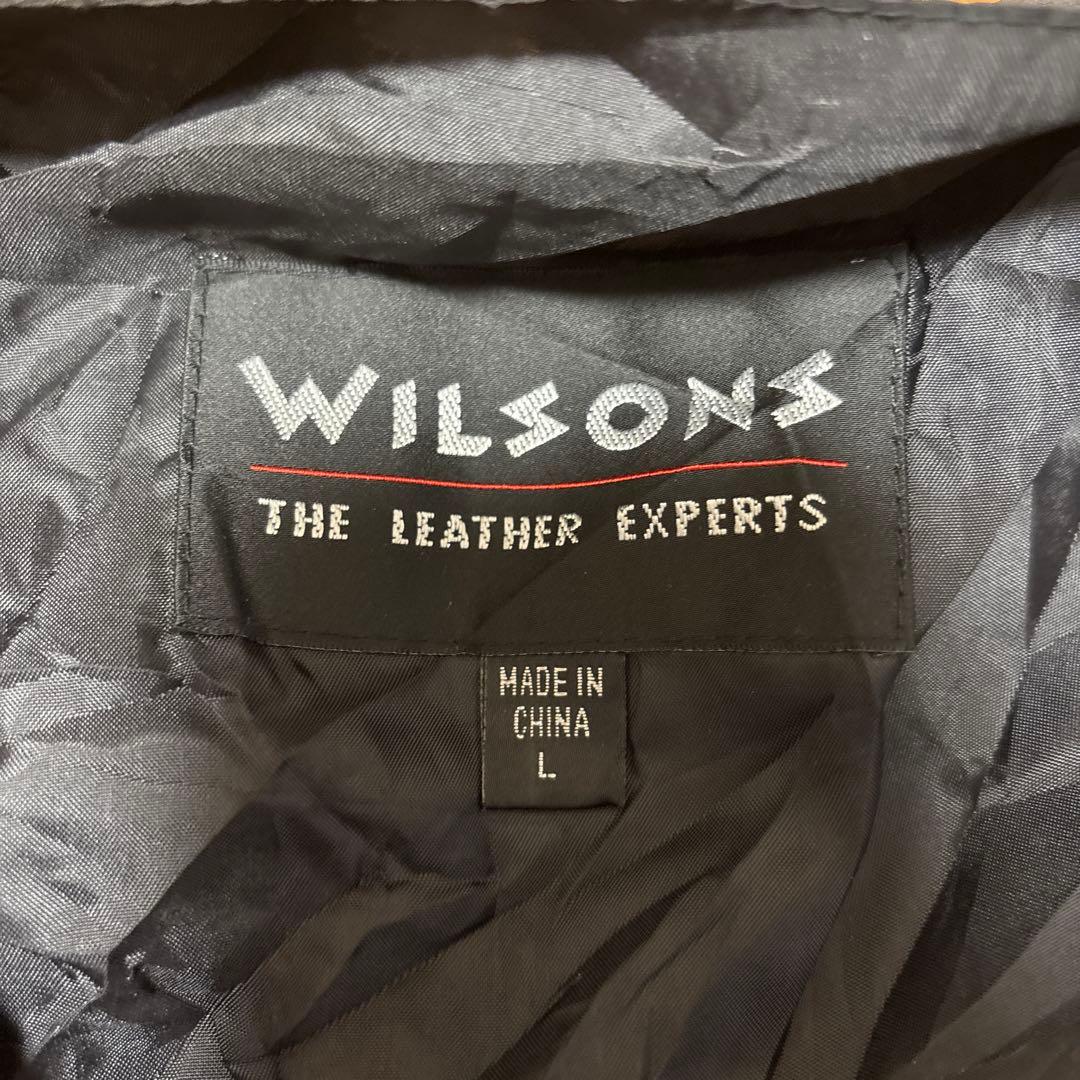 WILSONS
THE LEATHER EXPERTS
MADE IN
CHINA
L